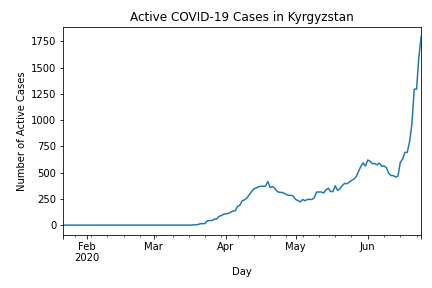 Active COVID-19 Cases in Kyrgyzstan
1750
1500
1250
1000
750
500
250
0
Number of Active Cases
Feb
2020
Mar
Apr
May
Jun
Day